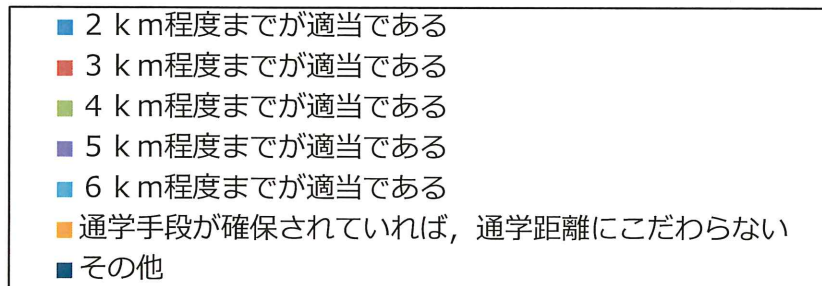 ■２ｋｍ程度までが適当である
■３ｋｍ程度までが適当である
■４ｋｍ程度までが適当である
■５ｋｍ程度までが適当である
■６ｋｍ程度までが適当である
■通学手段が確保されていれば，通学距離にこだわらない
■その他